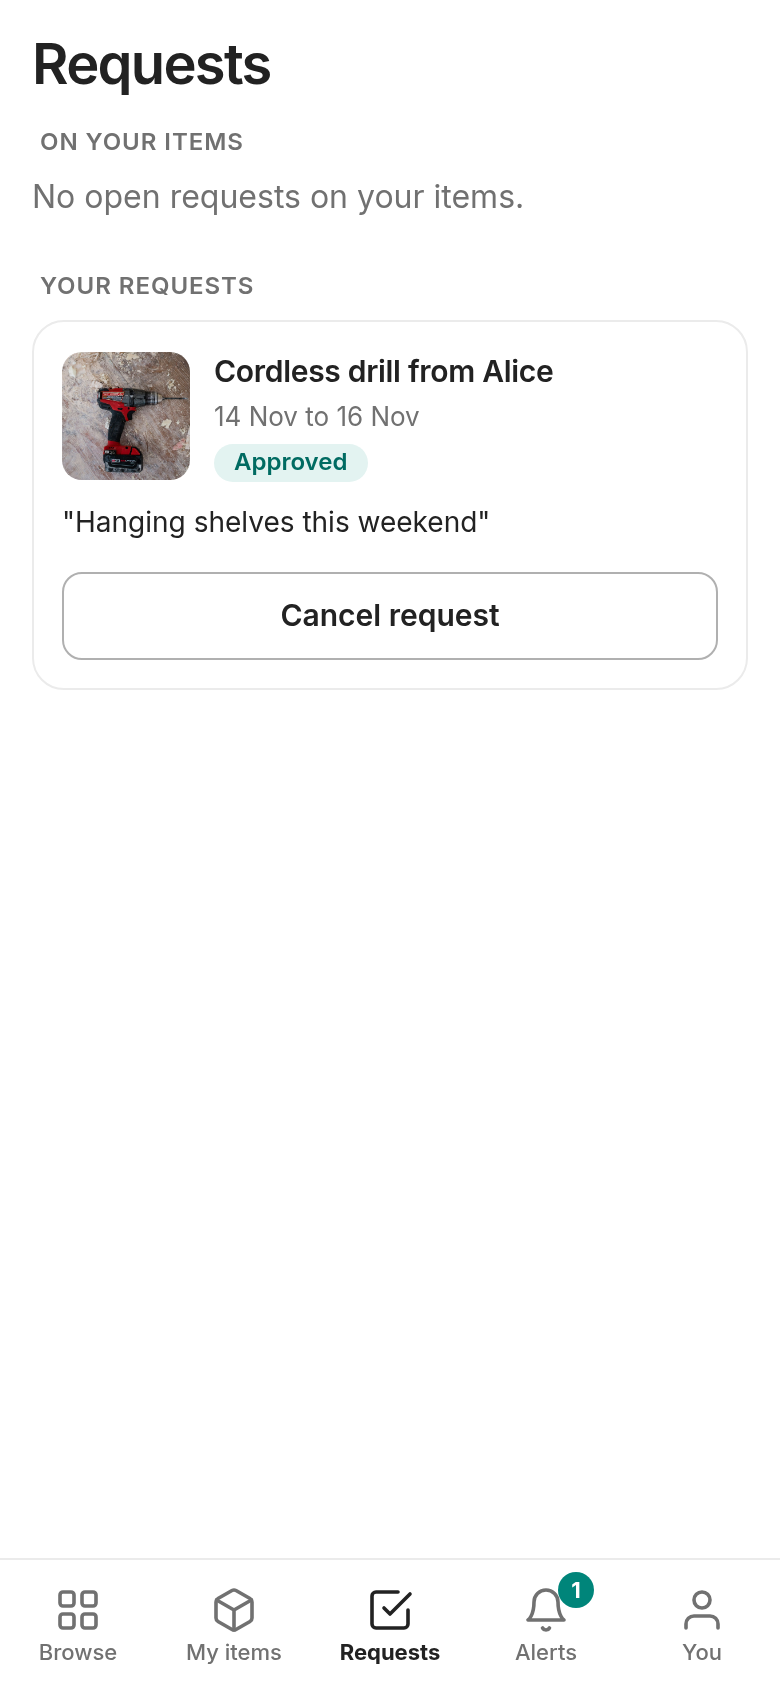 Requests
ON YOUR ITEMS
No open requests on your items.
YOUR REQUESTS
Cordless drill from Alice
14 Nov to 16 Nov
Approved
"Hanging shelves this weekend"
Cancel request
1
Browse
My items
Requests
Alerts
You